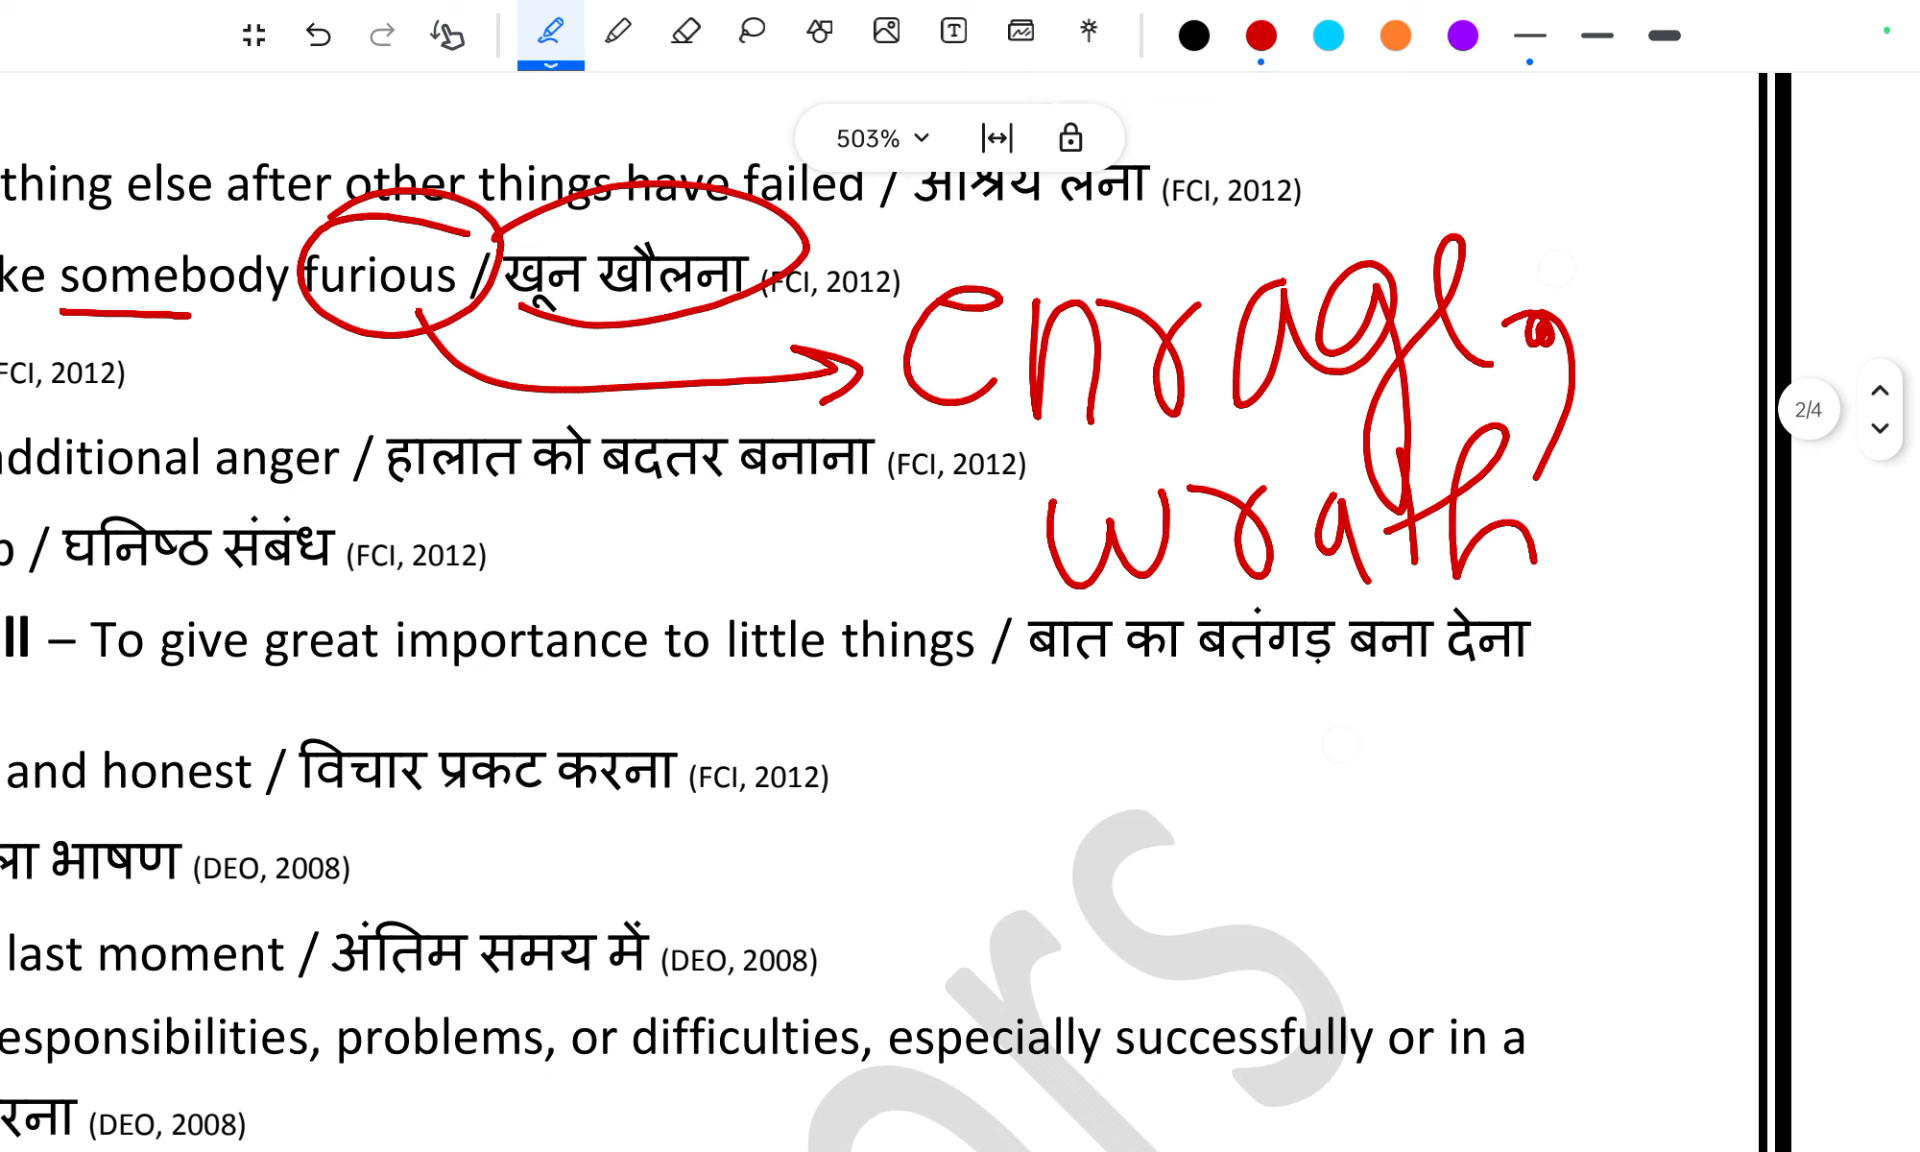 503%
thing else after other things have failed / आश्रय लेना (FCI, 2012)
ke somebody furious / खून खौलना (FCI, 2012)
enrage,
FCI, 2012)
2/4
additional anger / हालात को बदतर बनाना (FCI, 2012)
wrath
/ घनिष्ठ संबंध (FCI, 2012)
ll – To give great importance to little things / बात का बतंगड़ बना देना
and honest / विचार प्रकट करना (FCI, 2012)
भाषण (DEO, 2008)
last moment / अंतिम समय में (DEO, 2008)
esponsibilities, problems, or difficulties, especially successfully or in a
रना (DEO, 2008)
ors